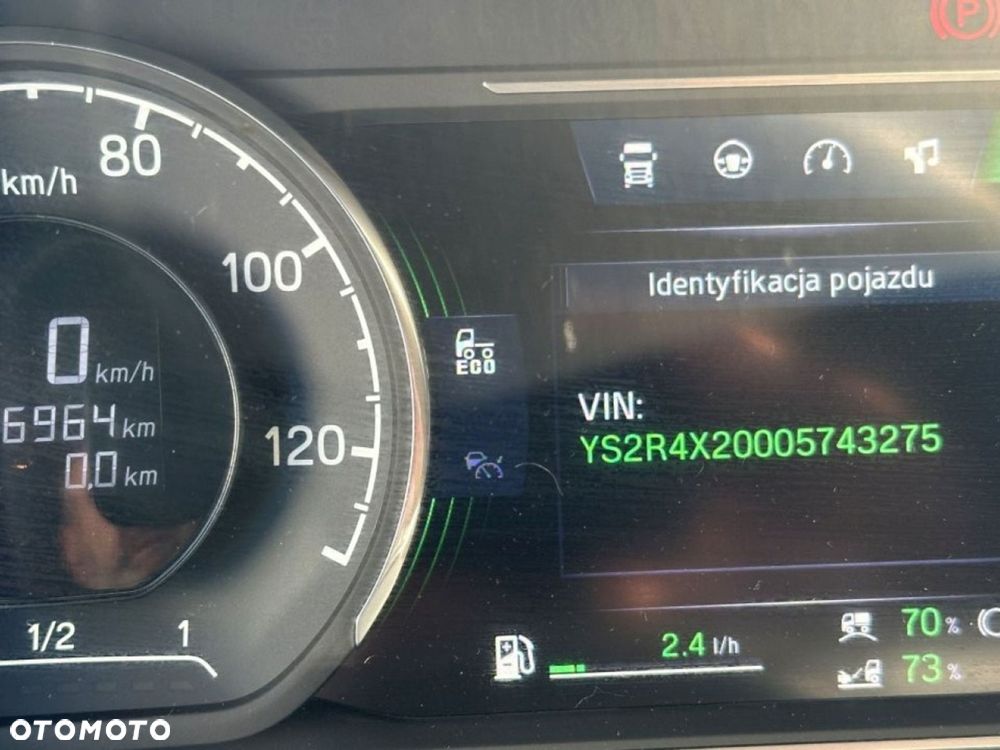 P
80
km/h
100
Identyfikacja pojazdu
0 km/h
ECO
VIN:
6964 km
120
YS2R4X20005743275
0,0 km
1/2
1
2.4 l/h
70 %
73 %
OTOMOTO